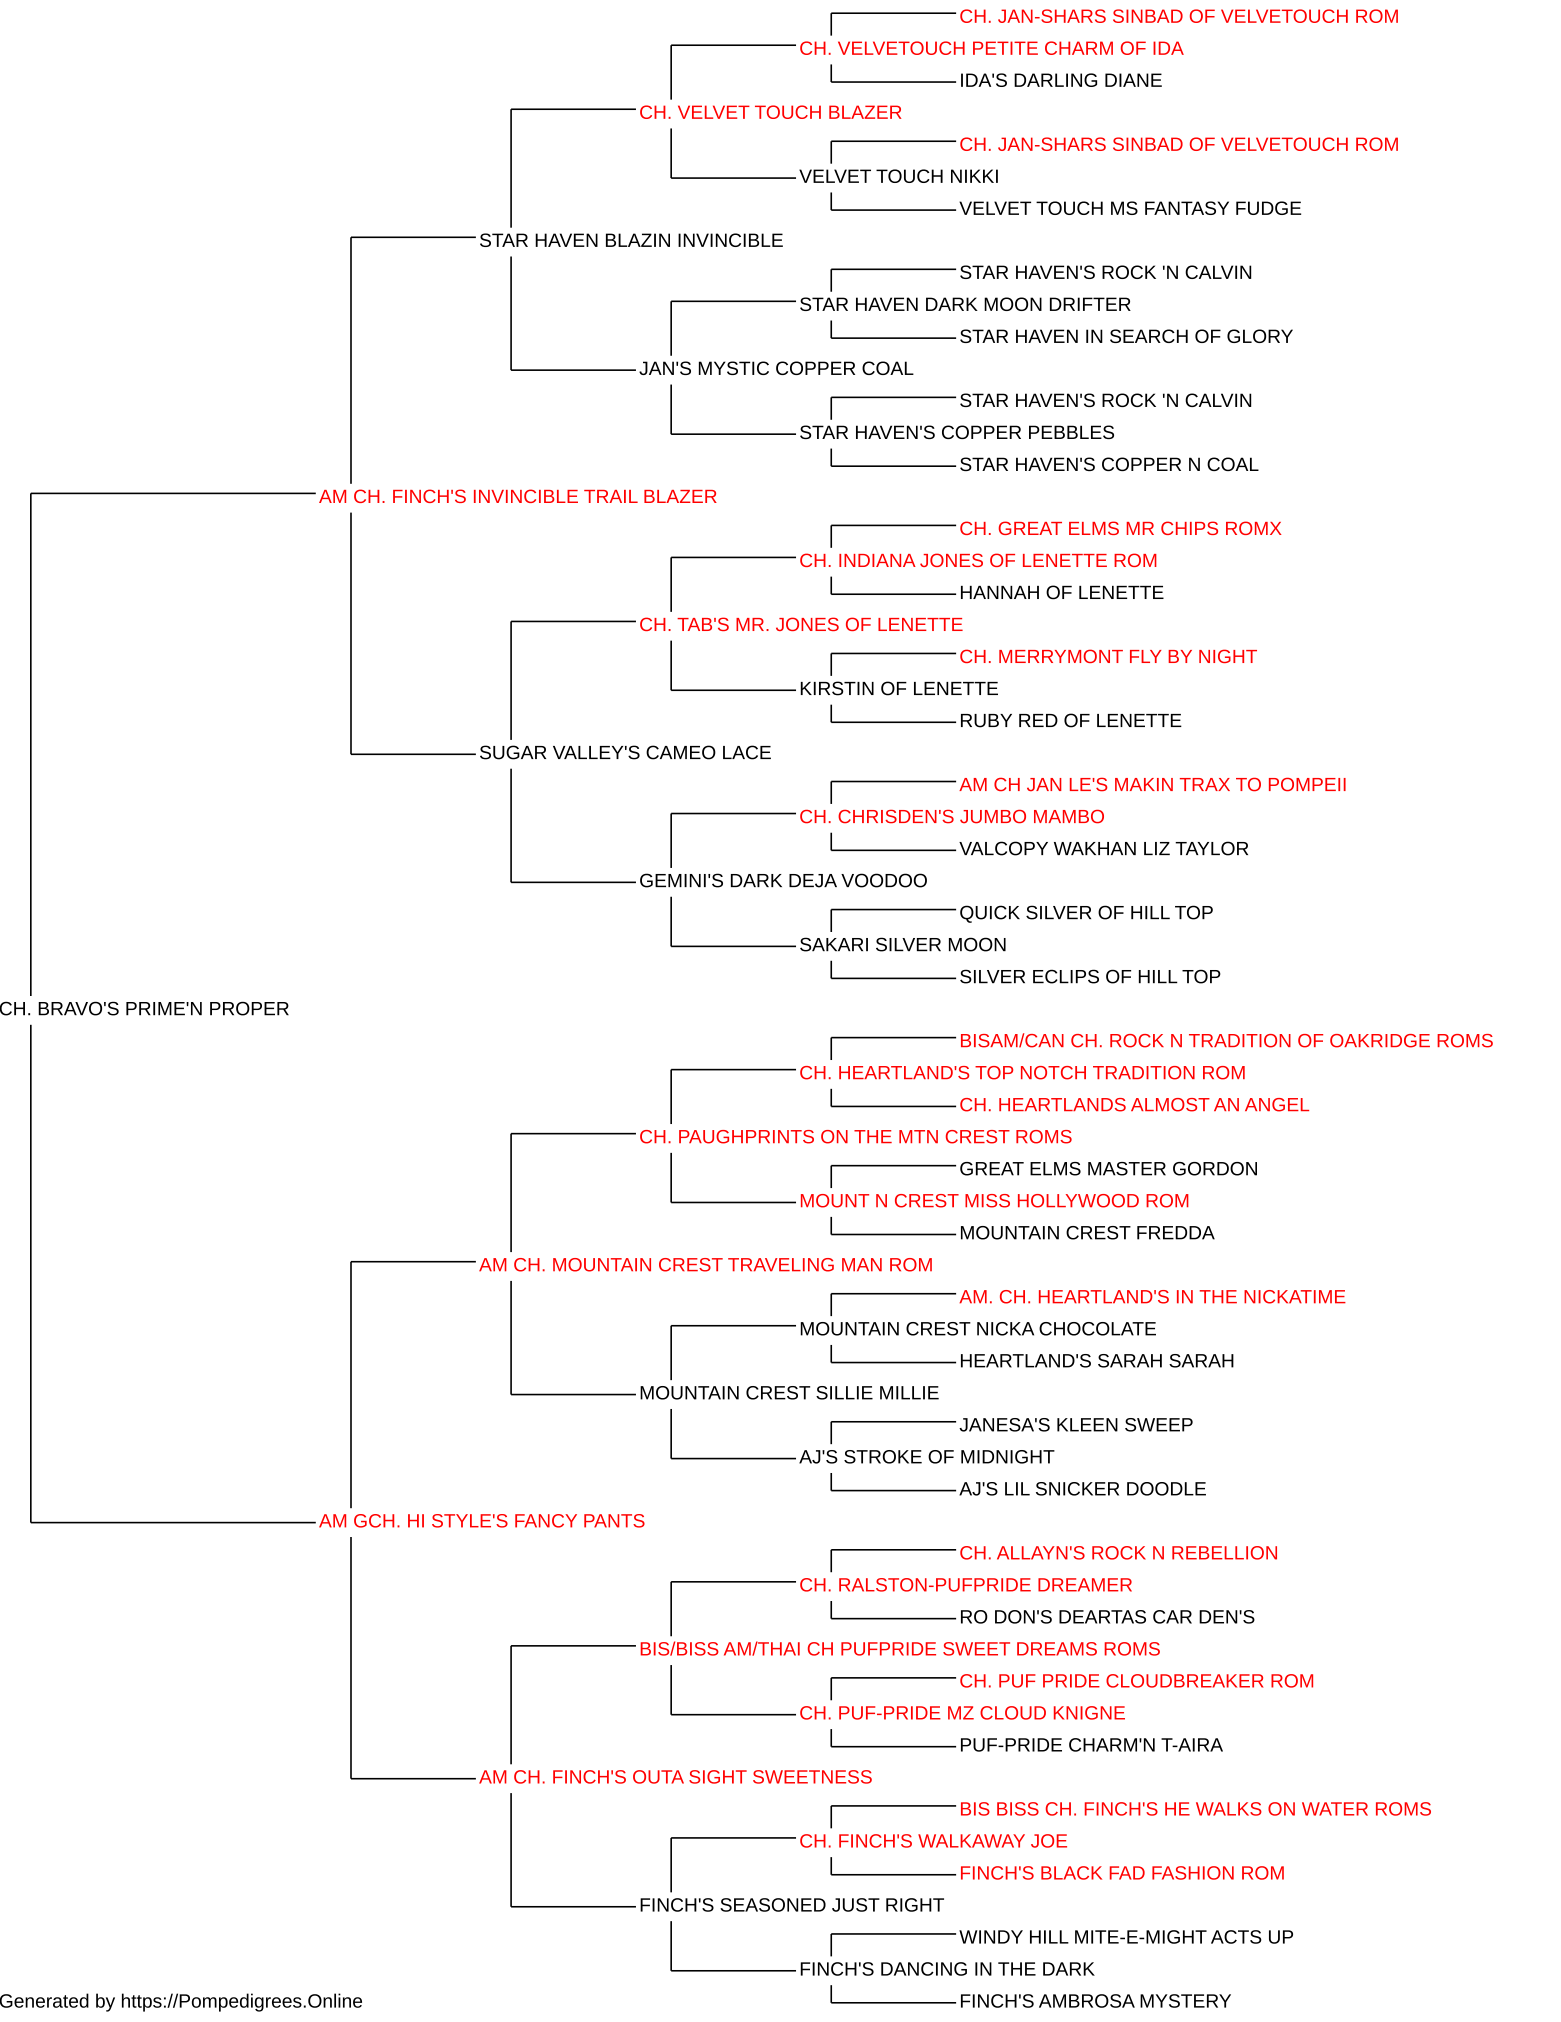 CH. JAN-SHARS SINBAD OF VELVETOUCH ROM
CH. VELVETOUCH PETITE CHARM OF IDA
IDA'S DARLING DIANE
CH. VELVET TOUCH BLAZER
CH. JAN-SHARS SINBAD OF VELVETOUCH ROM
VELVET TOUCH NIKKI
VELVET TOUCH MS FANTASY FUDGE
STAR HAVEN BLAZIN INVINCIBLE
STAR HAVEN'S ROCK 'N CALVIN
STAR HAVEN DARK MOON DRIFTER
STAR HAVEN IN SEARCH OF GLORY
JAN'S MYSTIC COPPER COAL
STAR HAVEN'S ROCK 'N CALVIN
STAR HAVEN'S COPPER PEBBLES
STAR HAVEN'S COPPER N COAL
AM CH. FINCH'S INVINCIBLE TRAIL BLAZER
CH. GREAT ELMS MR CHIPS ROMX
CH. INDIANA JONES OF LENETTE ROM
HANNAH OF LENETTE
CH. TAB'S MR. JONES OF LENETTE
CH. MERRYMONT FLY BY NIGHT
KIRSTIN OF LENETTE
RUBY RED OF LENETTE
SUGAR VALLEY'S CAMEO LACE
AM CH JAN LE'S MAKIN TRAX TO POMPEII
CH. CHRISDEN'S JUMBO MAMBO
VALCOPY WAKHAN LIZ TAYLOR
GEMINI'S DARK DEJA VOODOO
QUICK SILVER OF HILL TOP
SAKARI SILVER MOON
SILVER ECLIPS OF HILL TOP
CH. BRAVO'S PRIME'N PROPER
BISAM/CAN CH. ROCK N TRADITION OF OAKRIDGE ROMS
CH. HEARTLAND'S TOP NOTCH TRADITION ROM
CH. HEARTLANDS ALMOST AN ANGEL
CH. PAUGHPRINTS ON THE MTN CREST ROMS
GREAT ELMS MASTER GORDON
MOUNT N CREST MISS HOLLYWOOD ROM
MOUNTAIN CREST FREDDA
AM CH. MOUNTAIN CREST TRAVELING MAN ROM
AM. CH. HEARTLAND'S IN THE NICKATIME
MOUNTAIN CREST NICKA CHOCOLATE
HEARTLAND'S SARAH SARAH
MOUNTAIN CREST SILLIE MILLIE
JANESA'S KLEEN SWEEP
AJ'S STROKE OF MIDNIGHT
AJ'S LIL SNICKER DOODLE
AM GCH. HI STYLE'S FANCY PANTS
CH. ALLAYN'S ROCK N REBELLION
CH. RALSTON-PUFPRIDE DREAMER
RO DON'S DEARTAS CAR DEN'S
BIS/BISS AM/THAI CH PUFPRIDE SWEET DREAMS ROMS
CH. PUF PRIDE CLOUDBREAKER ROM
CH. PUF-PRIDE MZ CLOUD KNIGNE
PUF-PRIDE CHARM'N T-AIRA
AM CH. FINCH'S OUTA SIGHT SWEETNESS
BIS BISS CH. FINCH'S HE WALKS ON WATER ROMS
CH. FINCH'S WALKAWAY JOE
FINCH'S BLACK FAD FASHION ROM
FINCH'S SEASONED JUST RIGHT
WINDY HILL MITE-E-MIGHT ACTS UP
FINCH'S DANCING IN THE DARK
FINCH'S AMBROSA MYSTERY
Generated by https://Pompedigrees.Online